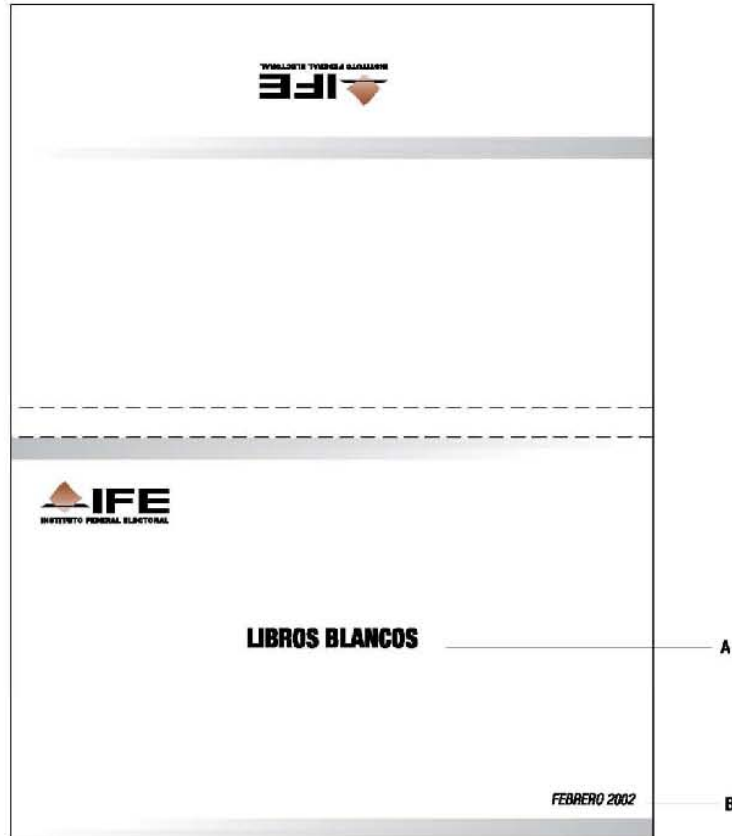 INSTITUTO FEDERAL ELECTORAL
IFE
IFE
INSTITUTO FEDERAL ELECTORAL
LIBROS BLANCOS
A
FEBRERO 2002
B